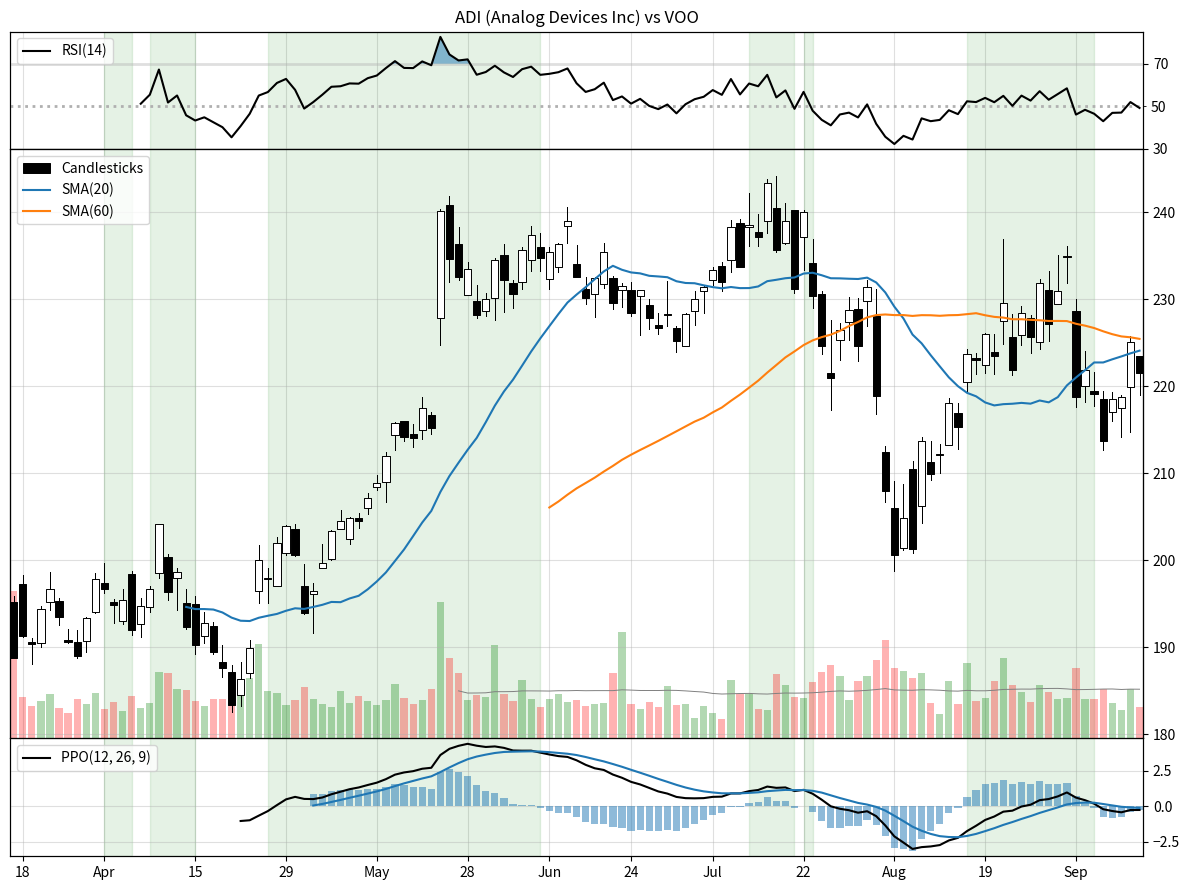 ADI (Analog Devices Inc) vs VOO
RSI(14)
70
50
30
Candlesticks
SMA(20)
SMA(60)
240
230
220
210
200
190
180
PPO(12, 26, 9)
2.5
0.0
−2.5
18 Apr 15 29 May 28 Jun 24 Jul 22 Aug 19 Sep